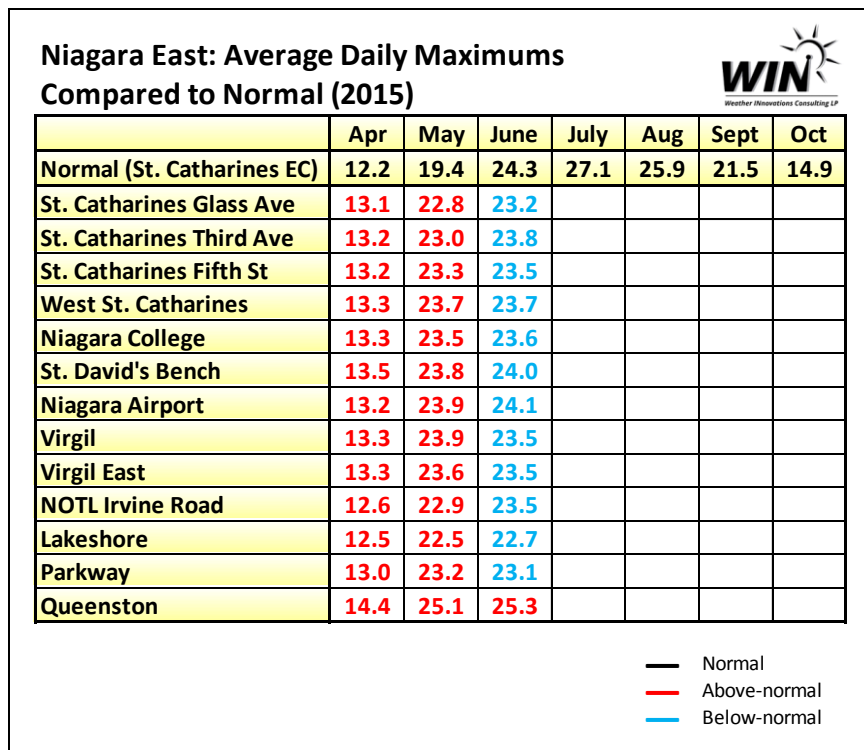 Niagara East: Average Daily Maximums
Compared to Normal (2015)
WIN
Weather INnovations Consulting LP
Apr May June July Aug Sept Oct
Normal (St. Catharines EC) 12.2 19.4 24.3 27.1 25.9 21.5 14.9
St. Catharines Glass Ave 13.1 22.8 23.2
St. Catharines Third Ave 13.2 23.0 23.8
St. Catharines Fifth St 13.2 23.3 23.5
West St. Catharines 13.3 23.7 23.7
Niagara College 13.3 23.5 23.6
St. David's Bench 13.5 23.8 24.0
Niagara Airport 13.2 23.9 24.1
Virgil 13.3 23.9 23.5
Virgil East 13.3 23.6 23.5
NOTL Irvine Road 12.6 22.9 23.5
Lakeshore 12.5 22.5 22.7
Parkway 13.0 23.2 23.1
Queenston 14.4 25.1 25.3
Normal
Above-normal
Below-normal